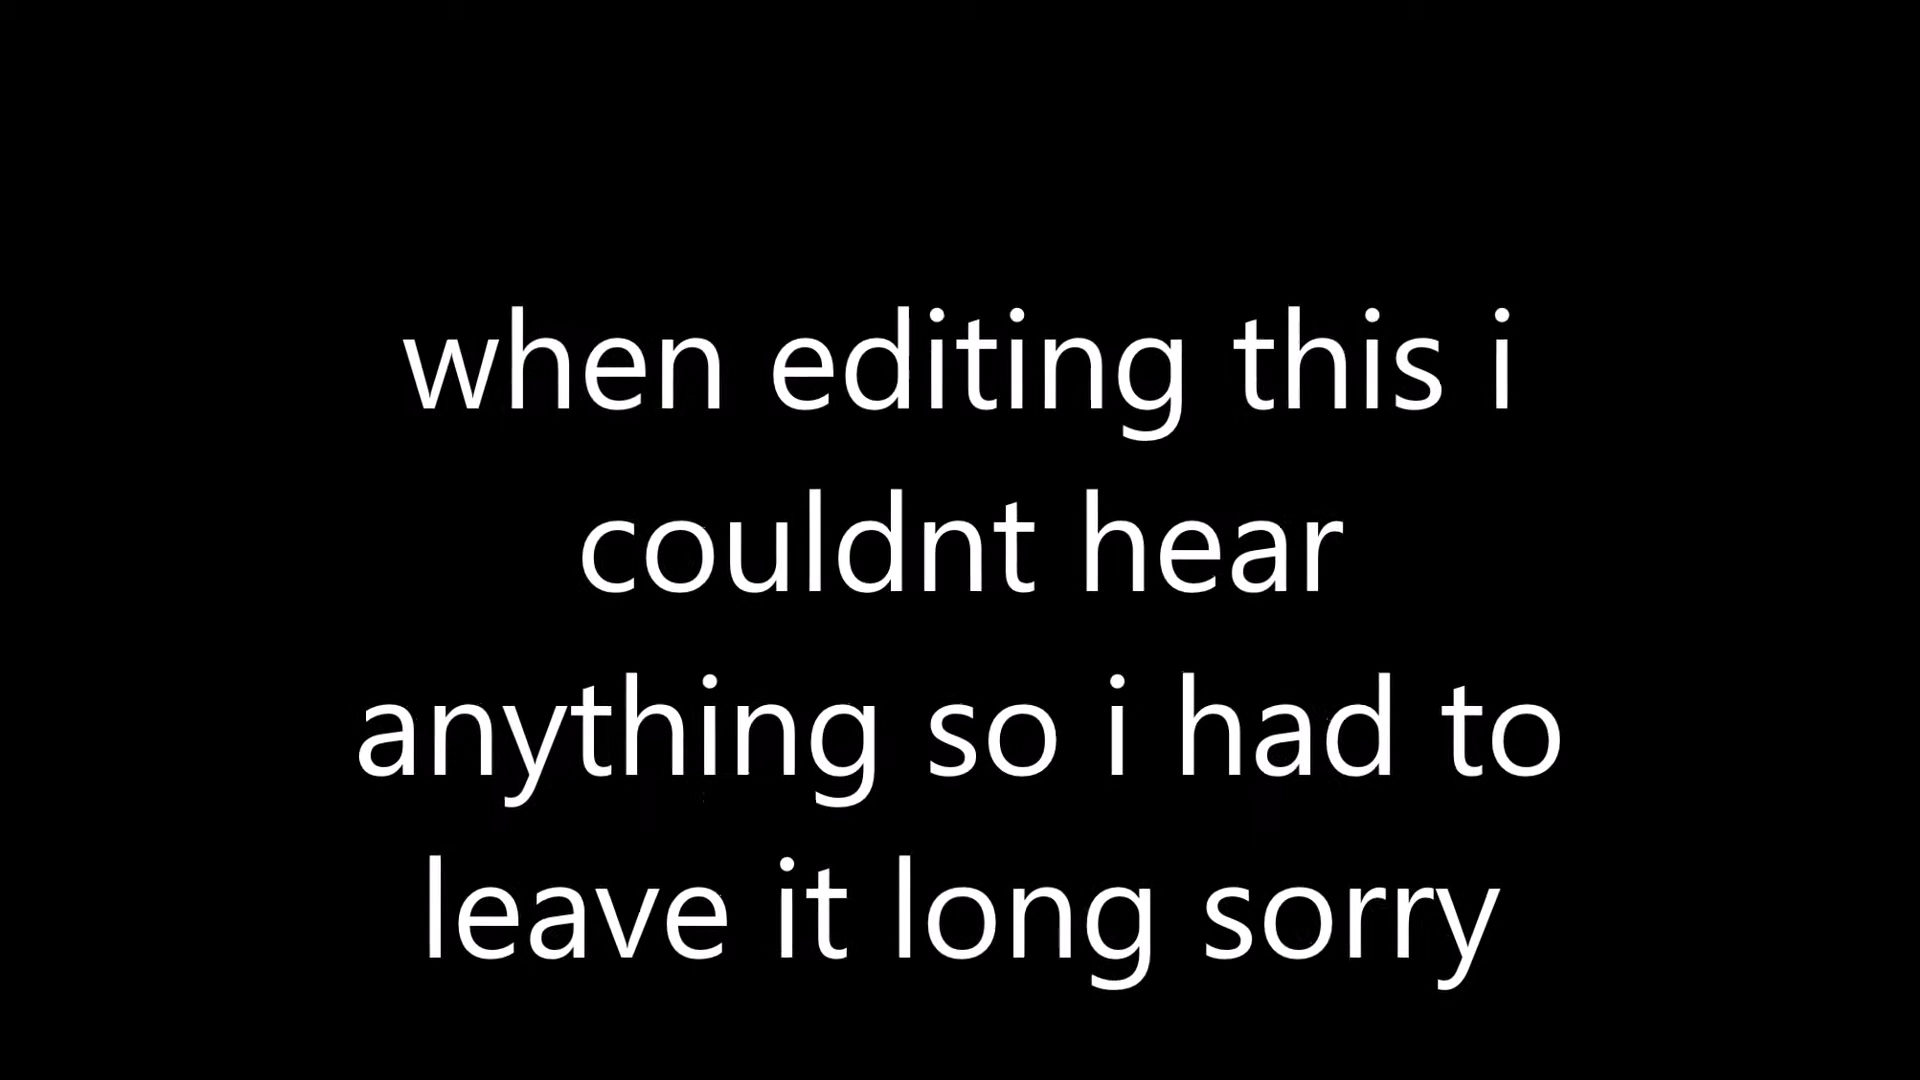 when editing this i
couldnt hear
anything so i had to
leave it long sorry